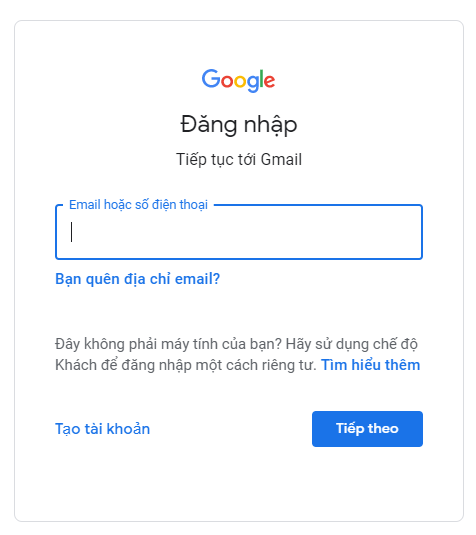 Google
Đăng nhập
Tiếp tục tới Gmail
Email hoặc số điện thoại
Bạn quên địa chỉ email?
Đây không phải máy tính của bạn? Hãy sử dụng chế độ
Khách để đăng nhập một cách riêng tư. Tìm hiểu thêm
Tạo tài khoản
Tiếp theo